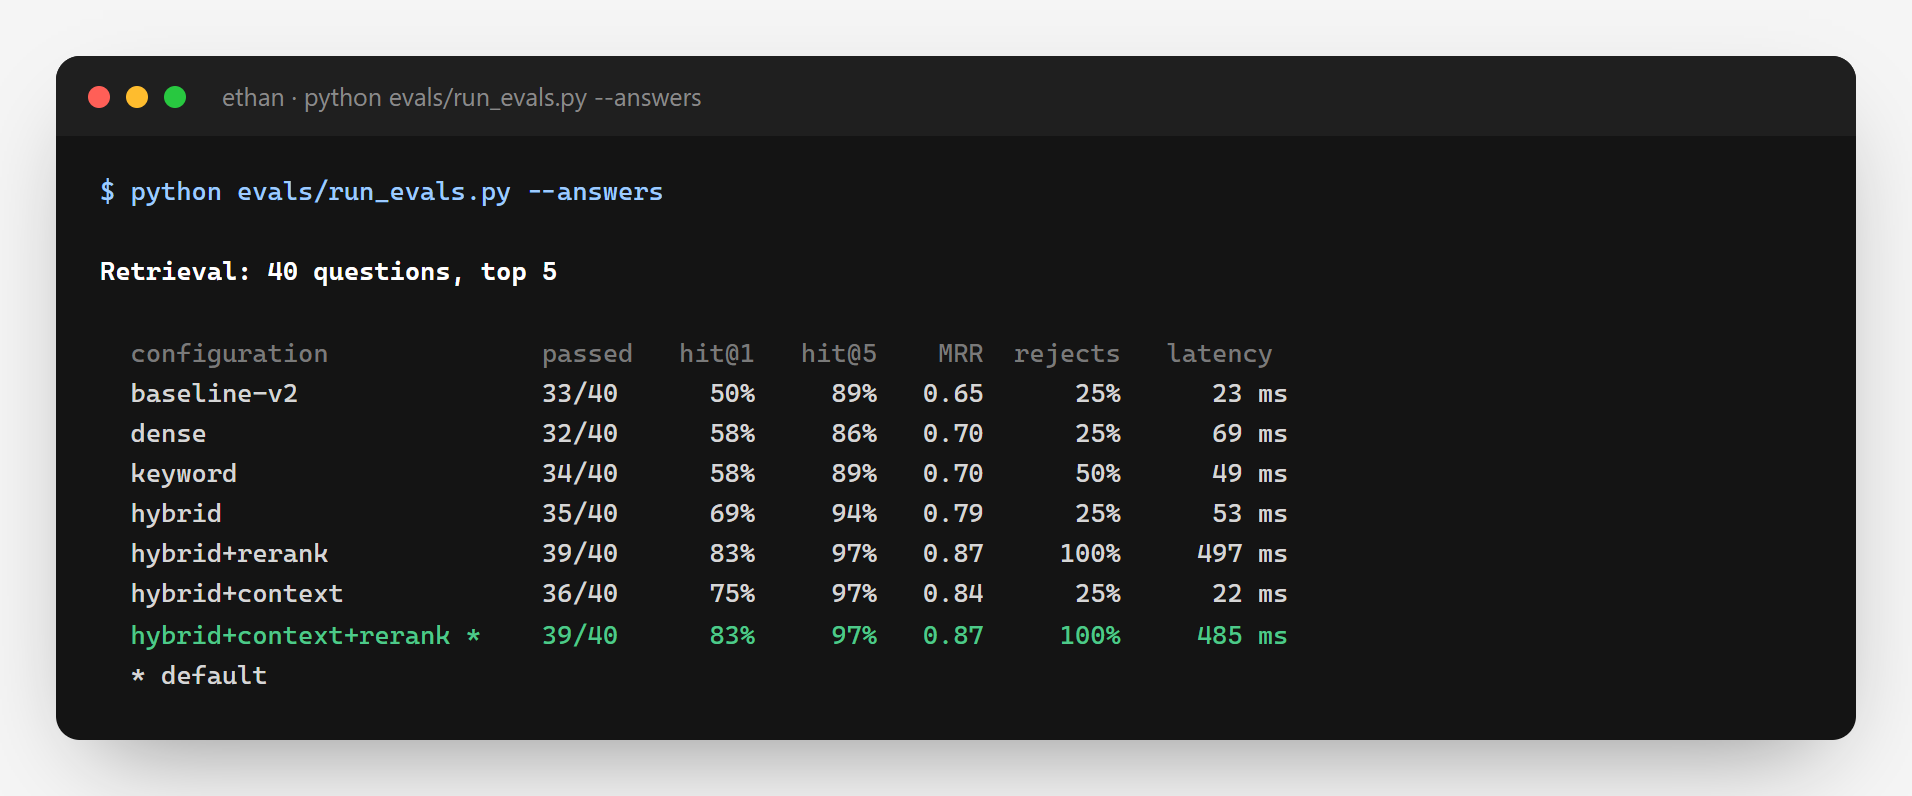 ethan · python evals/run_evals.py --answers
$ python evals/run_evals.py --answers
Retrieval: 40 questions, top 5
configuration passed hit@1 hit@5 MRR rejects latency
baseline-v2 33/40 50% 89% 0.65 25% 23 ms
dense 32/40 58% 86% 0.70 25% 69 ms
keyword 34/40 58% 89% 0.70 50% 49 ms
hybrid 35/40 69% 94% 0.79 25% 53 ms
hybrid+rerank 39/40 83% 97% 0.87 100% 497 ms
hybrid+context 36/40 75% 97% 0.84 25% 22 ms
hybrid+context+rerank * 39/40 83% 97% 0.87 100% 485 ms
* default